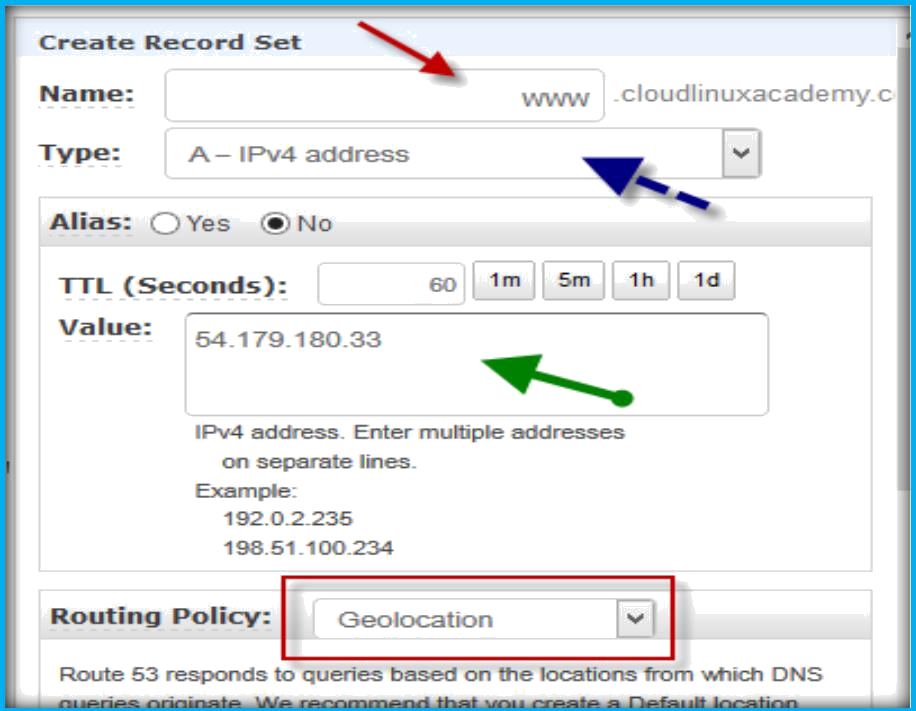 Create Record Set
Name: www .cloudlinuxacademy.c
Type: A – IPv4 address
Alias: Yes No
TTL (Seconds): 60 1m 5m 1h 1d
Value: 54.179.180.33
IPv4 address. Enter multiple addresses
on separate lines.
Example:
192.0.2.235
198.51.100.234
Routing Policy: Geolocation
Route 53 responds to queries based on the locations from which DNS
queries originate. We recommend that you create a Default location